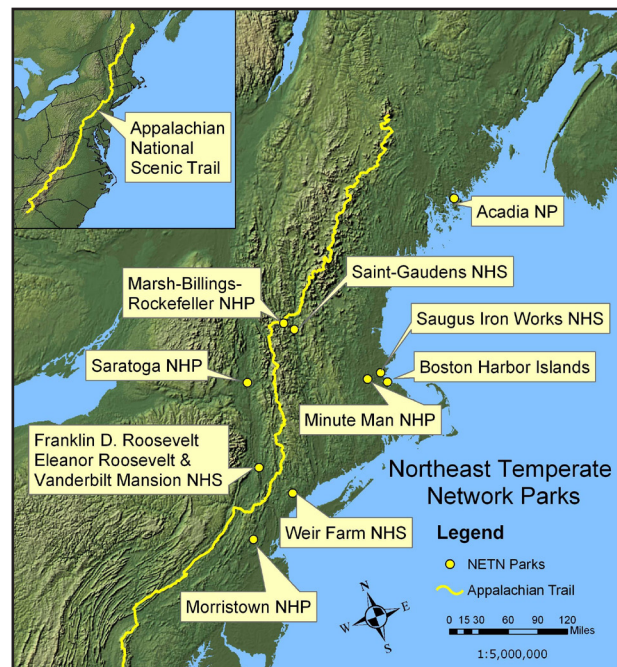 Appalachian
National
Scenic Trail
Acadia NP
Saint-Gaudens NHS
Marsh-Billings-
Rockefeller NHP
Saugus Iron Works NHS
Saratoga NHP
Boston Harbor Islands
Minute Man NHP
Franklin D. Roosevelt
Eleanor Roosevelt &
Vanderbilt Mansion NHS
Northeast Temperate
Network Parks
Weir Farm NHS
Legend
NETN Parks
Appalachian Trail
Morristown NHP
N
E
W
S
0 15 30 60 90 120
Miles
1:5,000,000